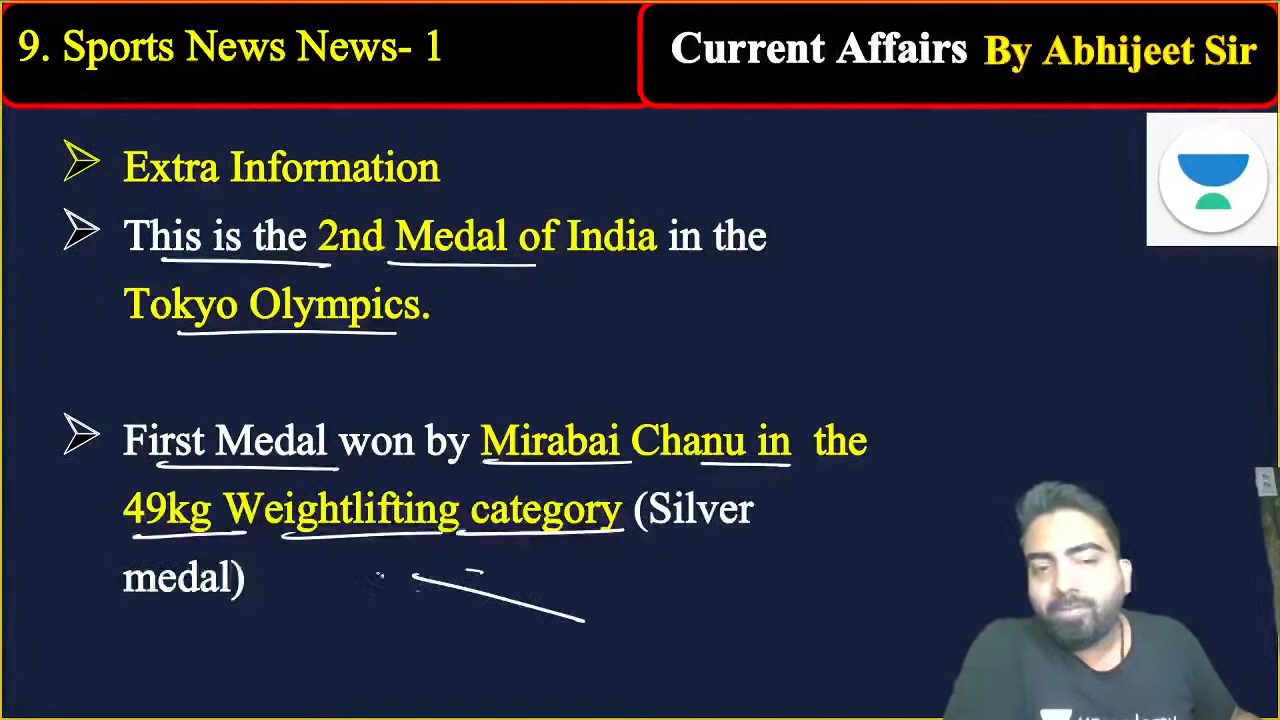 9. Sports News News- 1
Current Affairs By Abhijeet Sir
Extra Information
This is the 2nd Medal of India in the
Tokyo Olympics.
First Medal won by Mirabai Chanu in the
49kg Weightlifting category (Silver
medal)